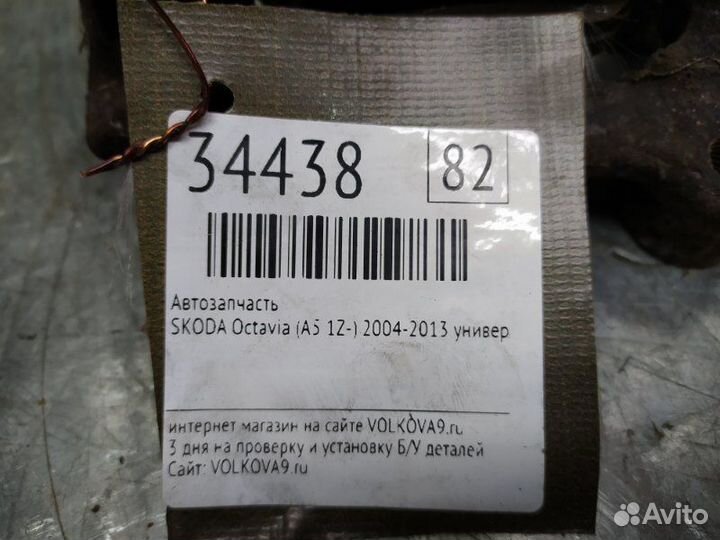 34438 82
Автозапчасть
SKODA Octavia (A5 1Z-) 2004-2013 универ
интернет магазин на сайте VOLKOVA9.ru
3 дня на проверку и установку Б/У деталей
Сайт: VOLKOVA9.ru
Avito